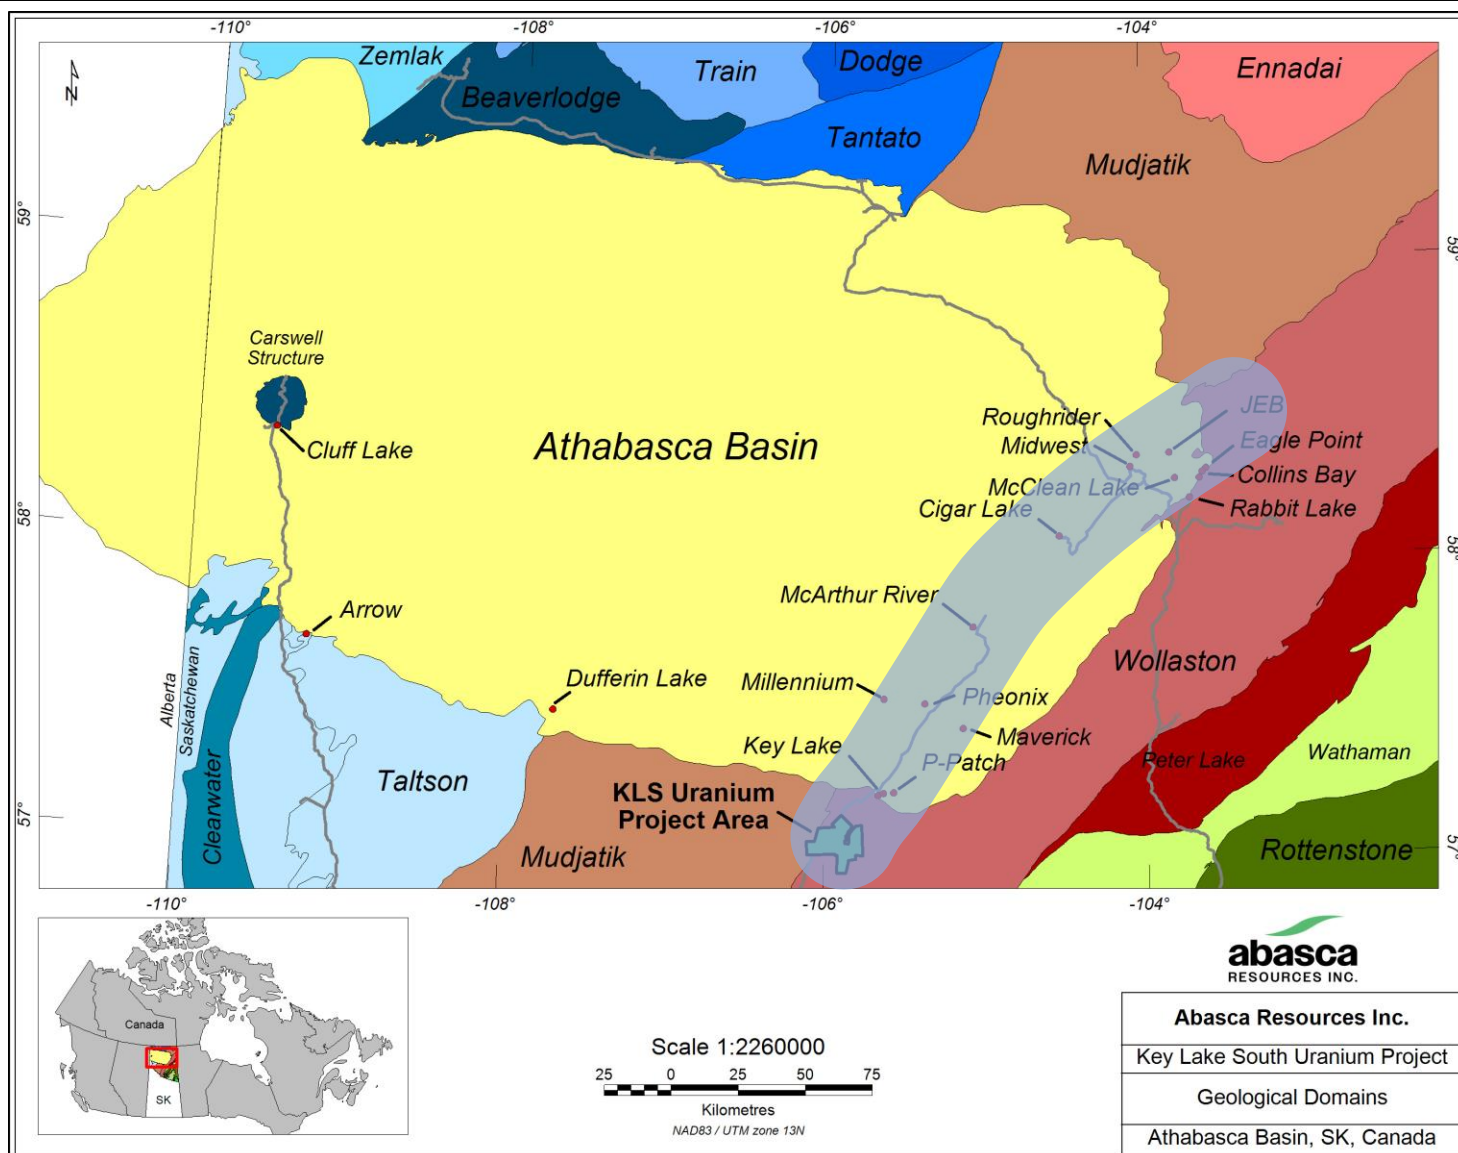 -110°
-108°
-106°
-104°
Zemlak
Train
Dodge
Ennadai
Beaverlodge
Tantato
Mudjatik
N
59°
59°
Carswell
Structure
Roughrider
JEB
Midwest
Eagle Point
Athabasca Basin
Cluff Lake
McClean Lake
Collins Bay
Cigar Lake
Rabbit Lake
58°
58°
McArthur River
Arrow
Alberta
Saskatchewan
Wollaston
Dufferin Lake
Millennium
Pheonix
Maverick
Key Lake
P-Patch
Peter Lake
Wathaman
Taltson
Clearwater
KLS Uranium
Project Area
57°
57°
Mudjatik
Rottenstone
-110°
-108°
-106°
-104°
Canada
SK
Scale 1:2260000
25 0 25 50 75
Kilometres
NAD83 / UTM zone 13N
abasca
RESOURCES INC.
Abasca Resources Inc.
Key Lake South Uranium Project
Geological Domains
Athabasca Basin, SK, Canada